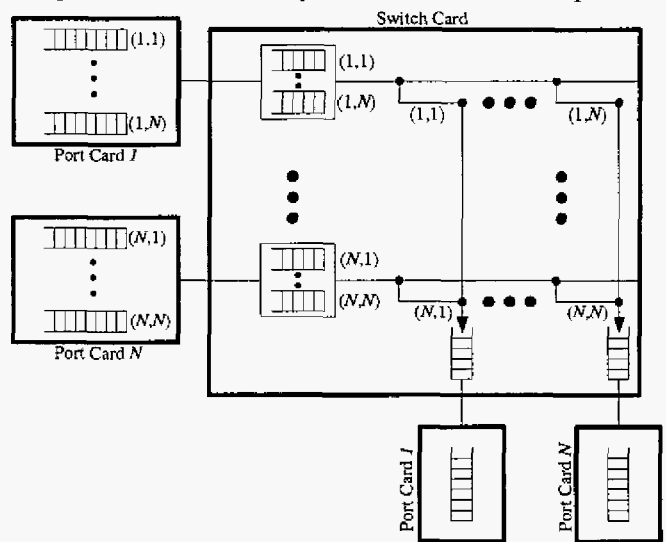 Switch Card
(1,1)
(1,N)
Port Card 1
(1,1)
(1,N)
(1,1)
(1,N)
(N,1)
(N,N)
Port Card N
(N,1)
(N,N)
(N,1)
(N,N)
Port Card 1
Port Card N